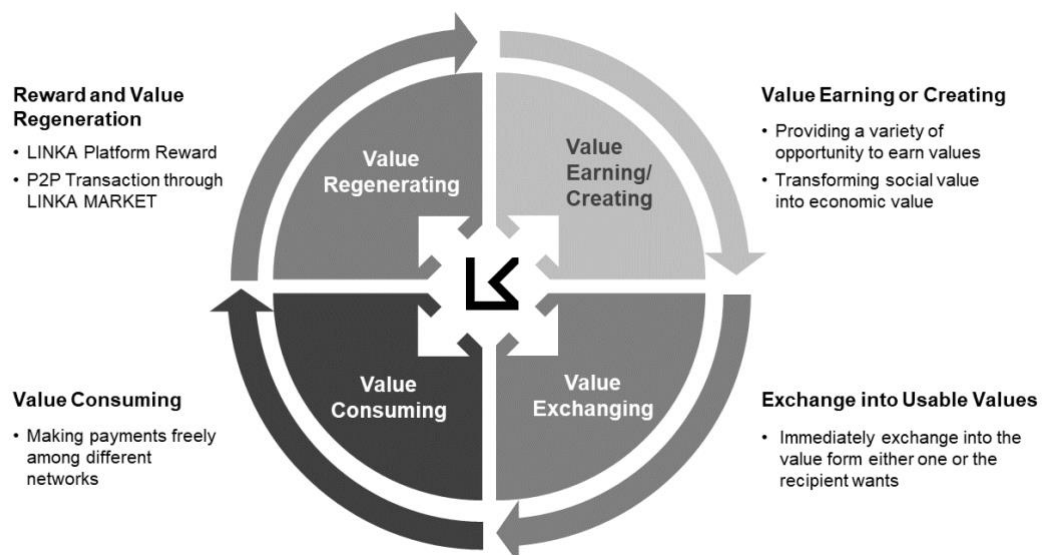 Reward and Value
Regeneration
• LINKA Platform Reward
• P2P Transaction through
LINKA MARKET
Value
Regenerating
Value
Earning/
Creating
Value Earning or Creating
• Providing a variety of
opportunity to earn values
• Transforming social value
into economic value
LK
Value Consuming
• Making payments freely
among different
networks
Value
Consuming
Value
Exchanging
Exchange into Usable Values
• Immediately exchange into the
value form either one or the
recipient wants